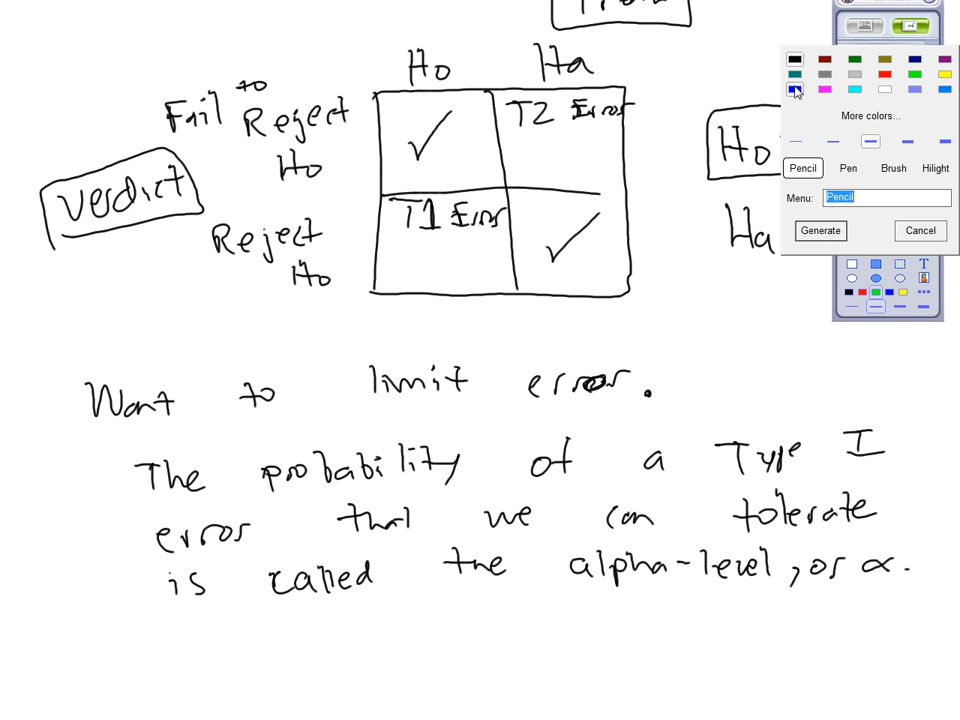 Ho Ha
Fail to Reject Ho
T2 Error
Verdict
T1 Error
Reject Ho
Ho
Ha
More colors...
Pencil Pen Brush Hilight
Menu: Pencil
Generate Cancel
T
Want to limit error.
The probability of a Type I
error that we can tolerate
is called the alpha-level, or α.